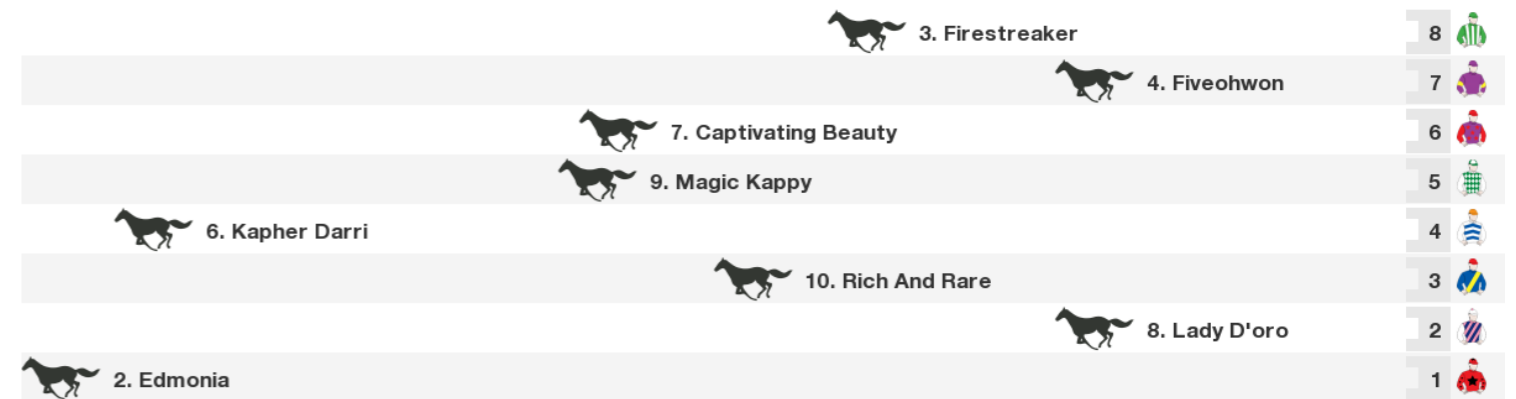 3. Firestreaker 8
4. Fiveohwon 7
7. Captivating Beauty 6
9. Magic Kappy 5
6. Kapher Darri 4
10. Rich And Rare 3
8. Lady D'oro 2
2. Edmonia 1